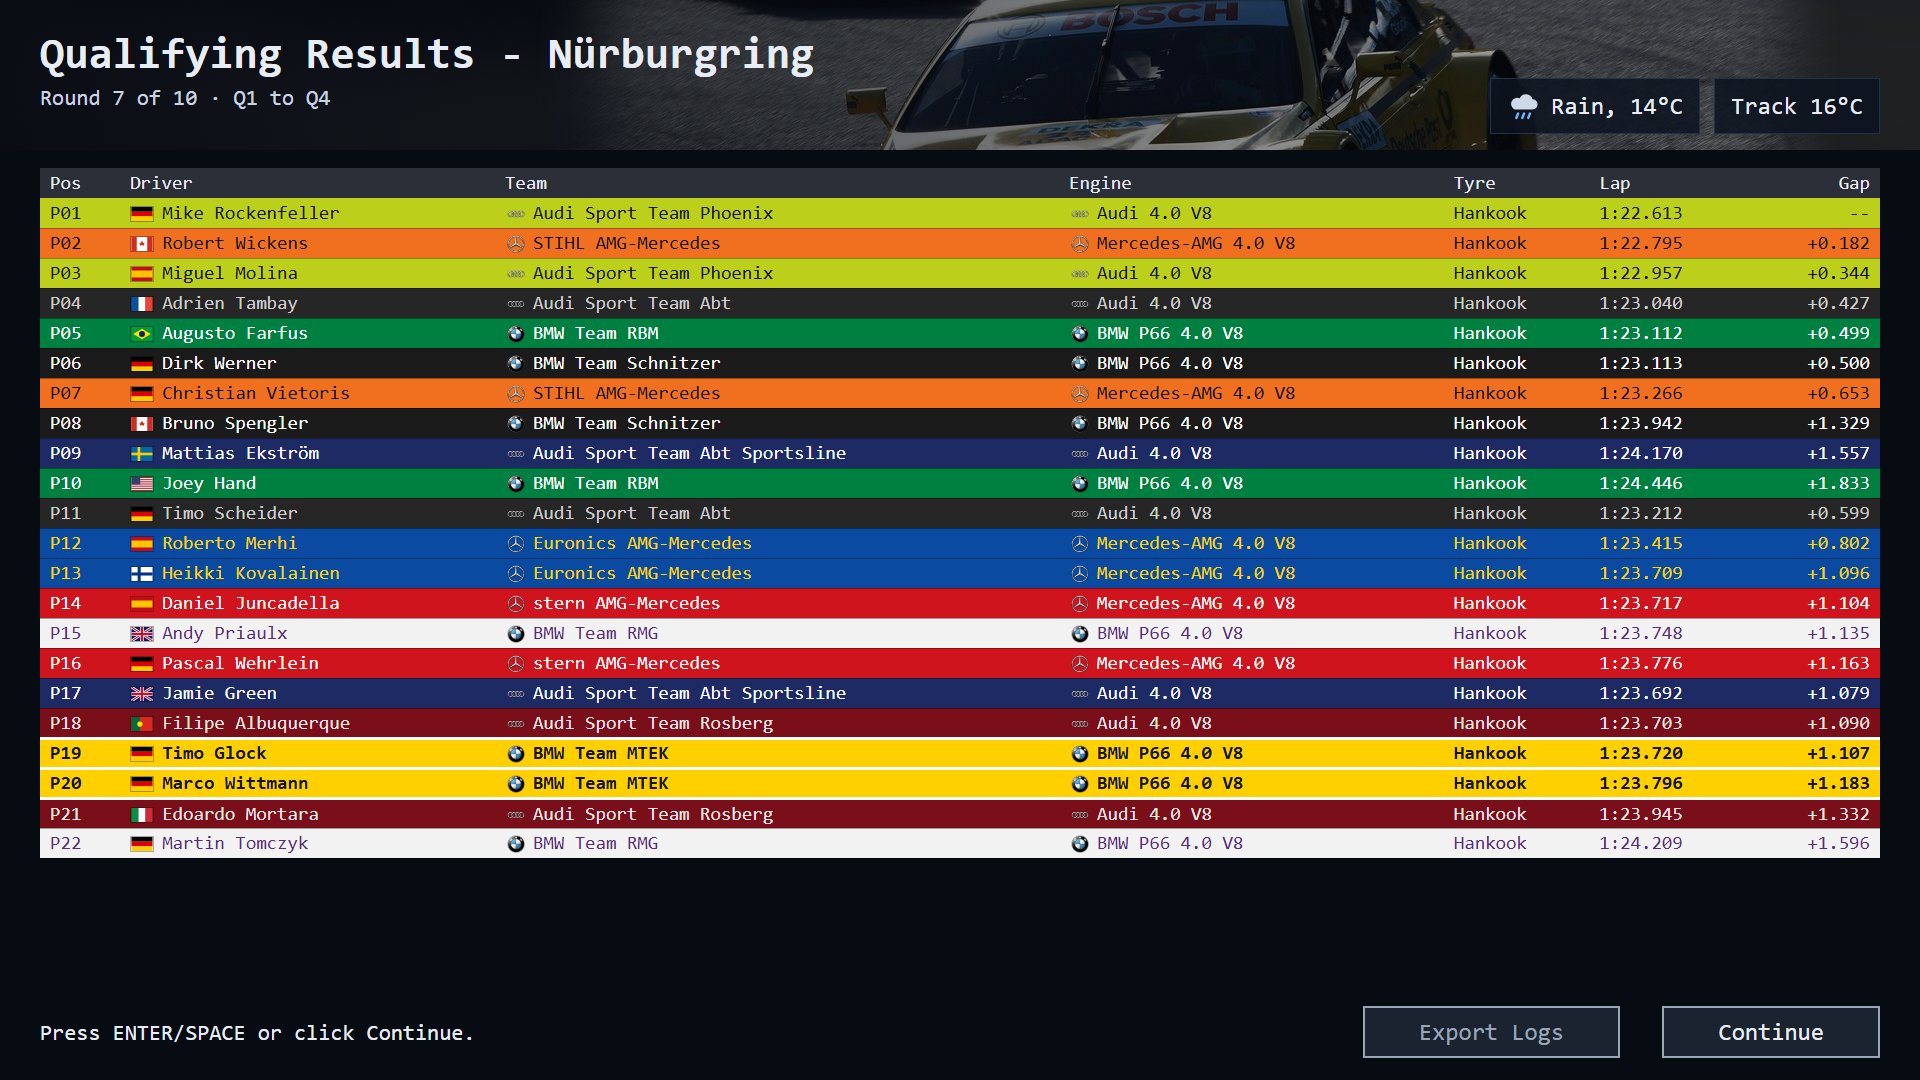 BOSCH
DEKRA
Deutsche Post
Qualifying Results - Nürburgring
Round 7 of 10 · Q1 to Q4
Rain, 14°C
Track 16°C
Pos Driver Team Engine Tyre Lap Gap
P01 Mike Rockenfeller Audi Sport Team Phoenix Audi 4.0 V8 Hankook 1:22.613 --
P02 Robert Wickens STIHL AMG-Mercedes Mercedes-AMG 4.0 V8 Hankook 1:22.795 +0.182
P03 Miguel Molina Audi Sport Team Phoenix Audi 4.0 V8 Hankook 1:22.957 +0.344
P04 Adrien Tambay Audi Sport Team Abt Audi 4.0 V8 Hankook 1:23.040 +0.427
P05 Augusto Farfus BMW Team RBM BMW P66 4.0 V8 Hankook 1:23.112 +0.499
P06 Dirk Werner BMW Team Schnitzer BMW P66 4.0 V8 Hankook 1:23.113 +0.500
P07 Christian Vietoris STIHL AMG-Mercedes Mercedes-AMG 4.0 V8 Hankook 1:23.266 +0.653
P08 Bruno Spengler BMW Team Schnitzer BMW P66 4.0 V8 Hankook 1:23.942 +1.329
P09 Mattias Ekström Audi Sport Team Abt Sportsline Audi 4.0 V8 Hankook 1:24.170 +1.557
P10 Joey Hand BMW Team RBM BMW P66 4.0 V8 Hankook 1:24.446 +1.833
P11 Timo Scheider Audi Sport Team Abt Audi 4.0 V8 Hankook 1:23.212 +0.599
P12 Roberto Merhi Euronics AMG-Mercedes Mercedes-AMG 4.0 V8 Hankook 1:23.415 +0.802
P13 Heikki Kovalainen Euronics AMG-Mercedes Mercedes-AMG 4.0 V8 Hankook 1:23.709 +1.096
P14 Daniel Juncadella stern AMG-Mercedes Mercedes-AMG 4.0 V8 Hankook 1:23.717 +1.104
P15 Andy Priaulx BMW Team RMG BMW P66 4.0 V8 Hankook 1:23.748 +1.135
P16 Pascal Wehrlein stern AMG-Mercedes Mercedes-AMG 4.0 V8 Hankook 1:23.776 +1.163
P17 Jamie Green Audi Sport Team Abt Sportsline Audi 4.0 V8 Hankook 1:23.692 +1.079
P18 Filipe Albuquerque Audi Sport Team Rosberg Audi 4.0 V8 Hankook 1:23.703 +1.090
P19 Timo Glock BMW Team MTEK BMW P66 4.0 V8 Hankook 1:23.720 +1.107
P20 Marco Wittmann BMW Team MTEK BMW P66 4.0 V8 Hankook 1:23.796 +1.183
P21 Edoardo Mortara Audi Sport Team Rosberg Audi 4.0 V8 Hankook 1:23.945 +1.332
P22 Martin Tomczyk BMW Team RMG BMW P66 4.0 V8 Hankook 1:24.209 +1.596
Press ENTER/SPACE or click Continue.
Export Logs
Continue